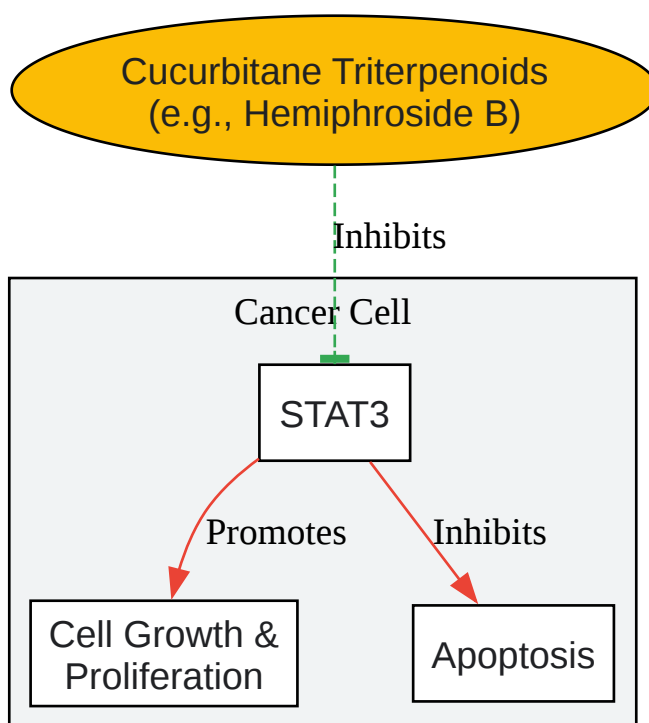 Cucurbitane Triterpenoids
(e.g., Hemiphroside B)
Inhibits
Cancer Cell
STAT3
Promotes
Inhibits
Cell Growth &
Proliferation
Apoptosis